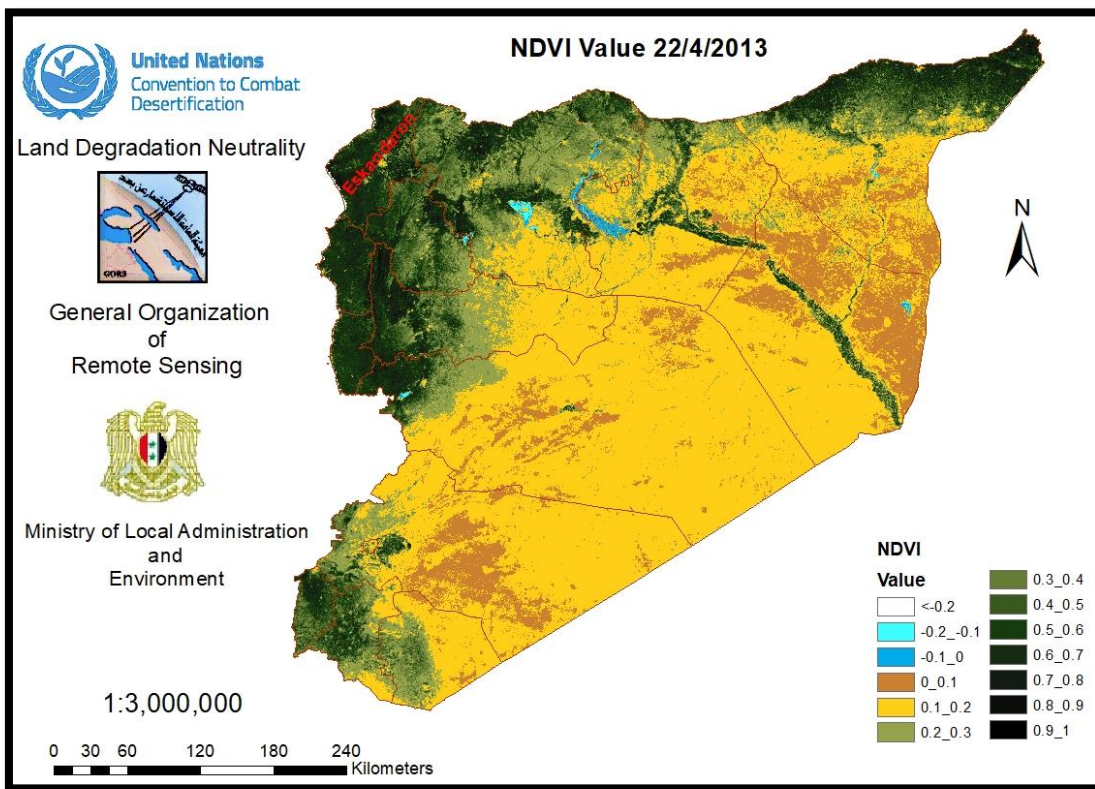 NDVI Value 22/4/2013
United Nations
Convention to Combat
Desertification
Land Degradation Neutrality
GORS
General Organization
of
Remote Sensing
Ministry of Local Administration
and
Environment
1:3,000,000
0 30 60 120 180 240
Kilometers
Eskandaron
N
NDVI
Value
<-0.2
-0.2_-0.1
-0.1_0
0_0.1
0.1_0.2
0.2_0.3
0.3_0.4
0.4_0.5
0.5_0.6
0.6_0.7
0.7_0.8
0.8_0.9
0.9_1